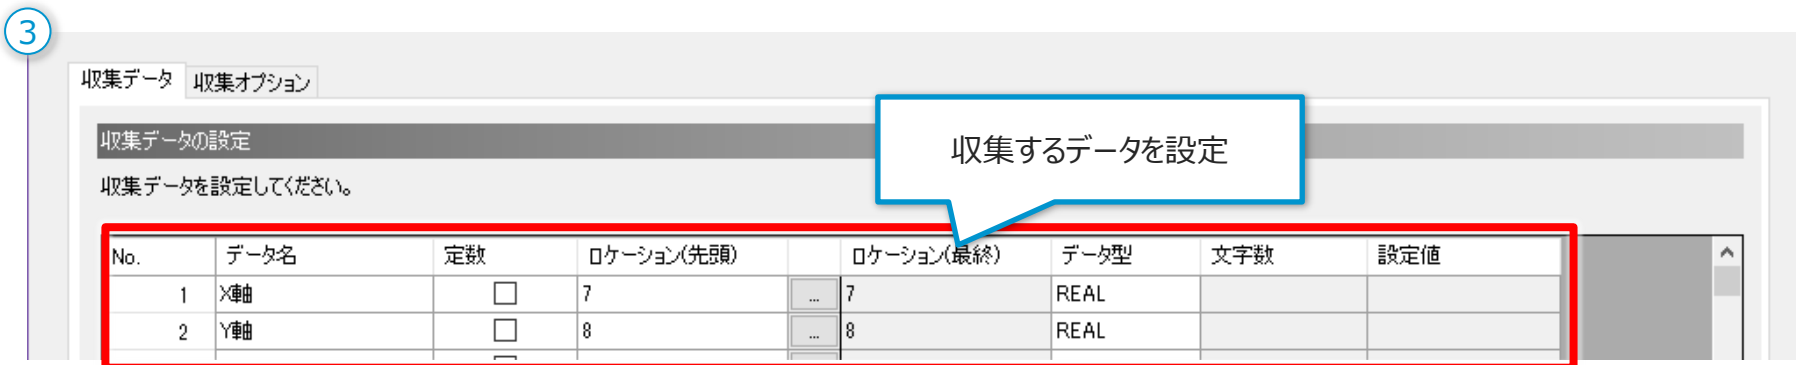 3
収集データ 収集オプション
収集データの設定
収集するデータを設定
収集データを設定してください。
No. データ名 定数 ロケーション(先頭) ロケーション(最終) データ型 文字数 設定値
1 X軸 7 ... 7 REAL
2 Y軸 8 ... 8 REAL